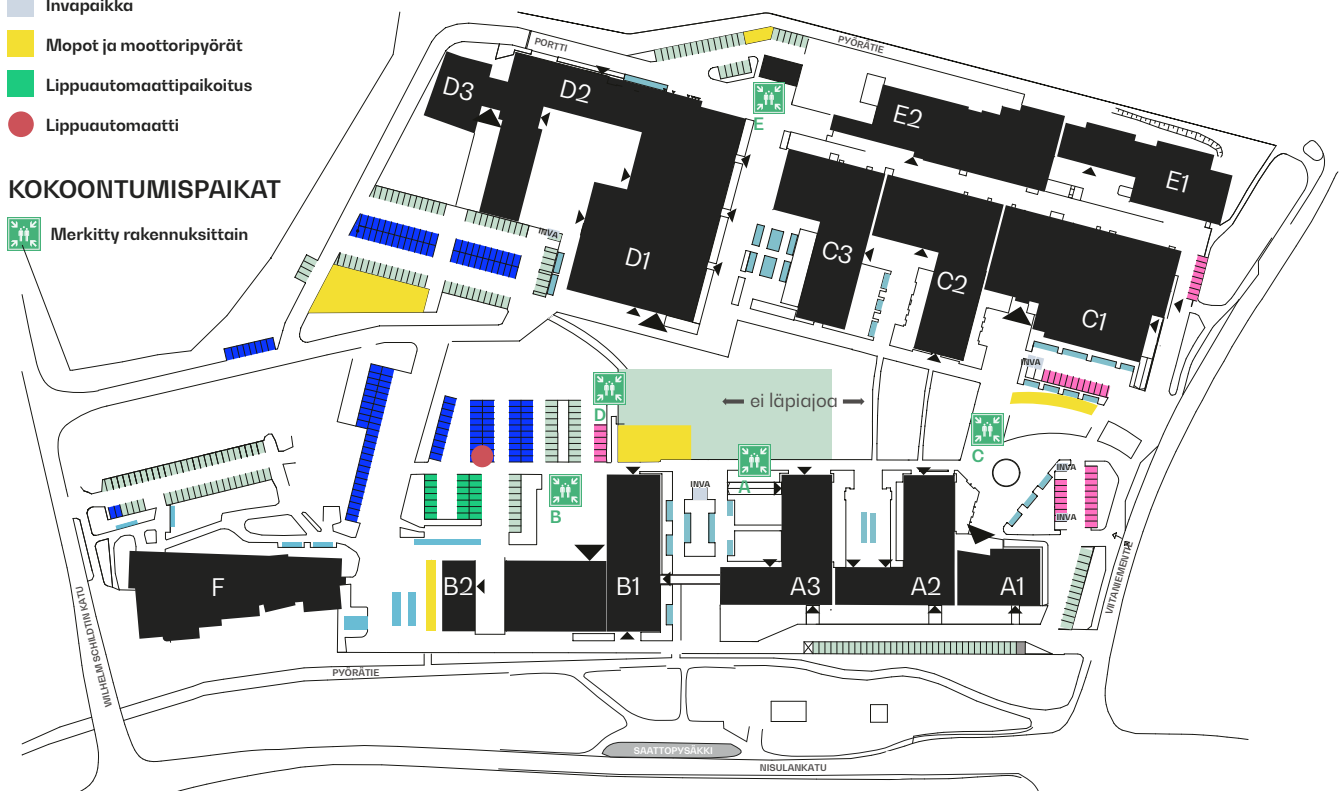 Invapaikka
Mopot ja moottoripyörät
Lippuautomaattipaikoitus
Lippuautomaatti
KOKOONTUMISPAIKAT
Merkitty rakennuksittain
PORTTI
PYÖRÄTIE
D3
D2
E
E2
E1
INVA
D1
C3
C2
C1
INVA
D
← ei läpiajoa →
C
A
B
INVA
INVA
INVA
F
B2
B1
A3
A2
A1
WILHELM SCHILDTIN KATU
VIITANIEMENTIE
PYÖRÄTIE
SAATTOPYSÄKKI
NISULANKATU